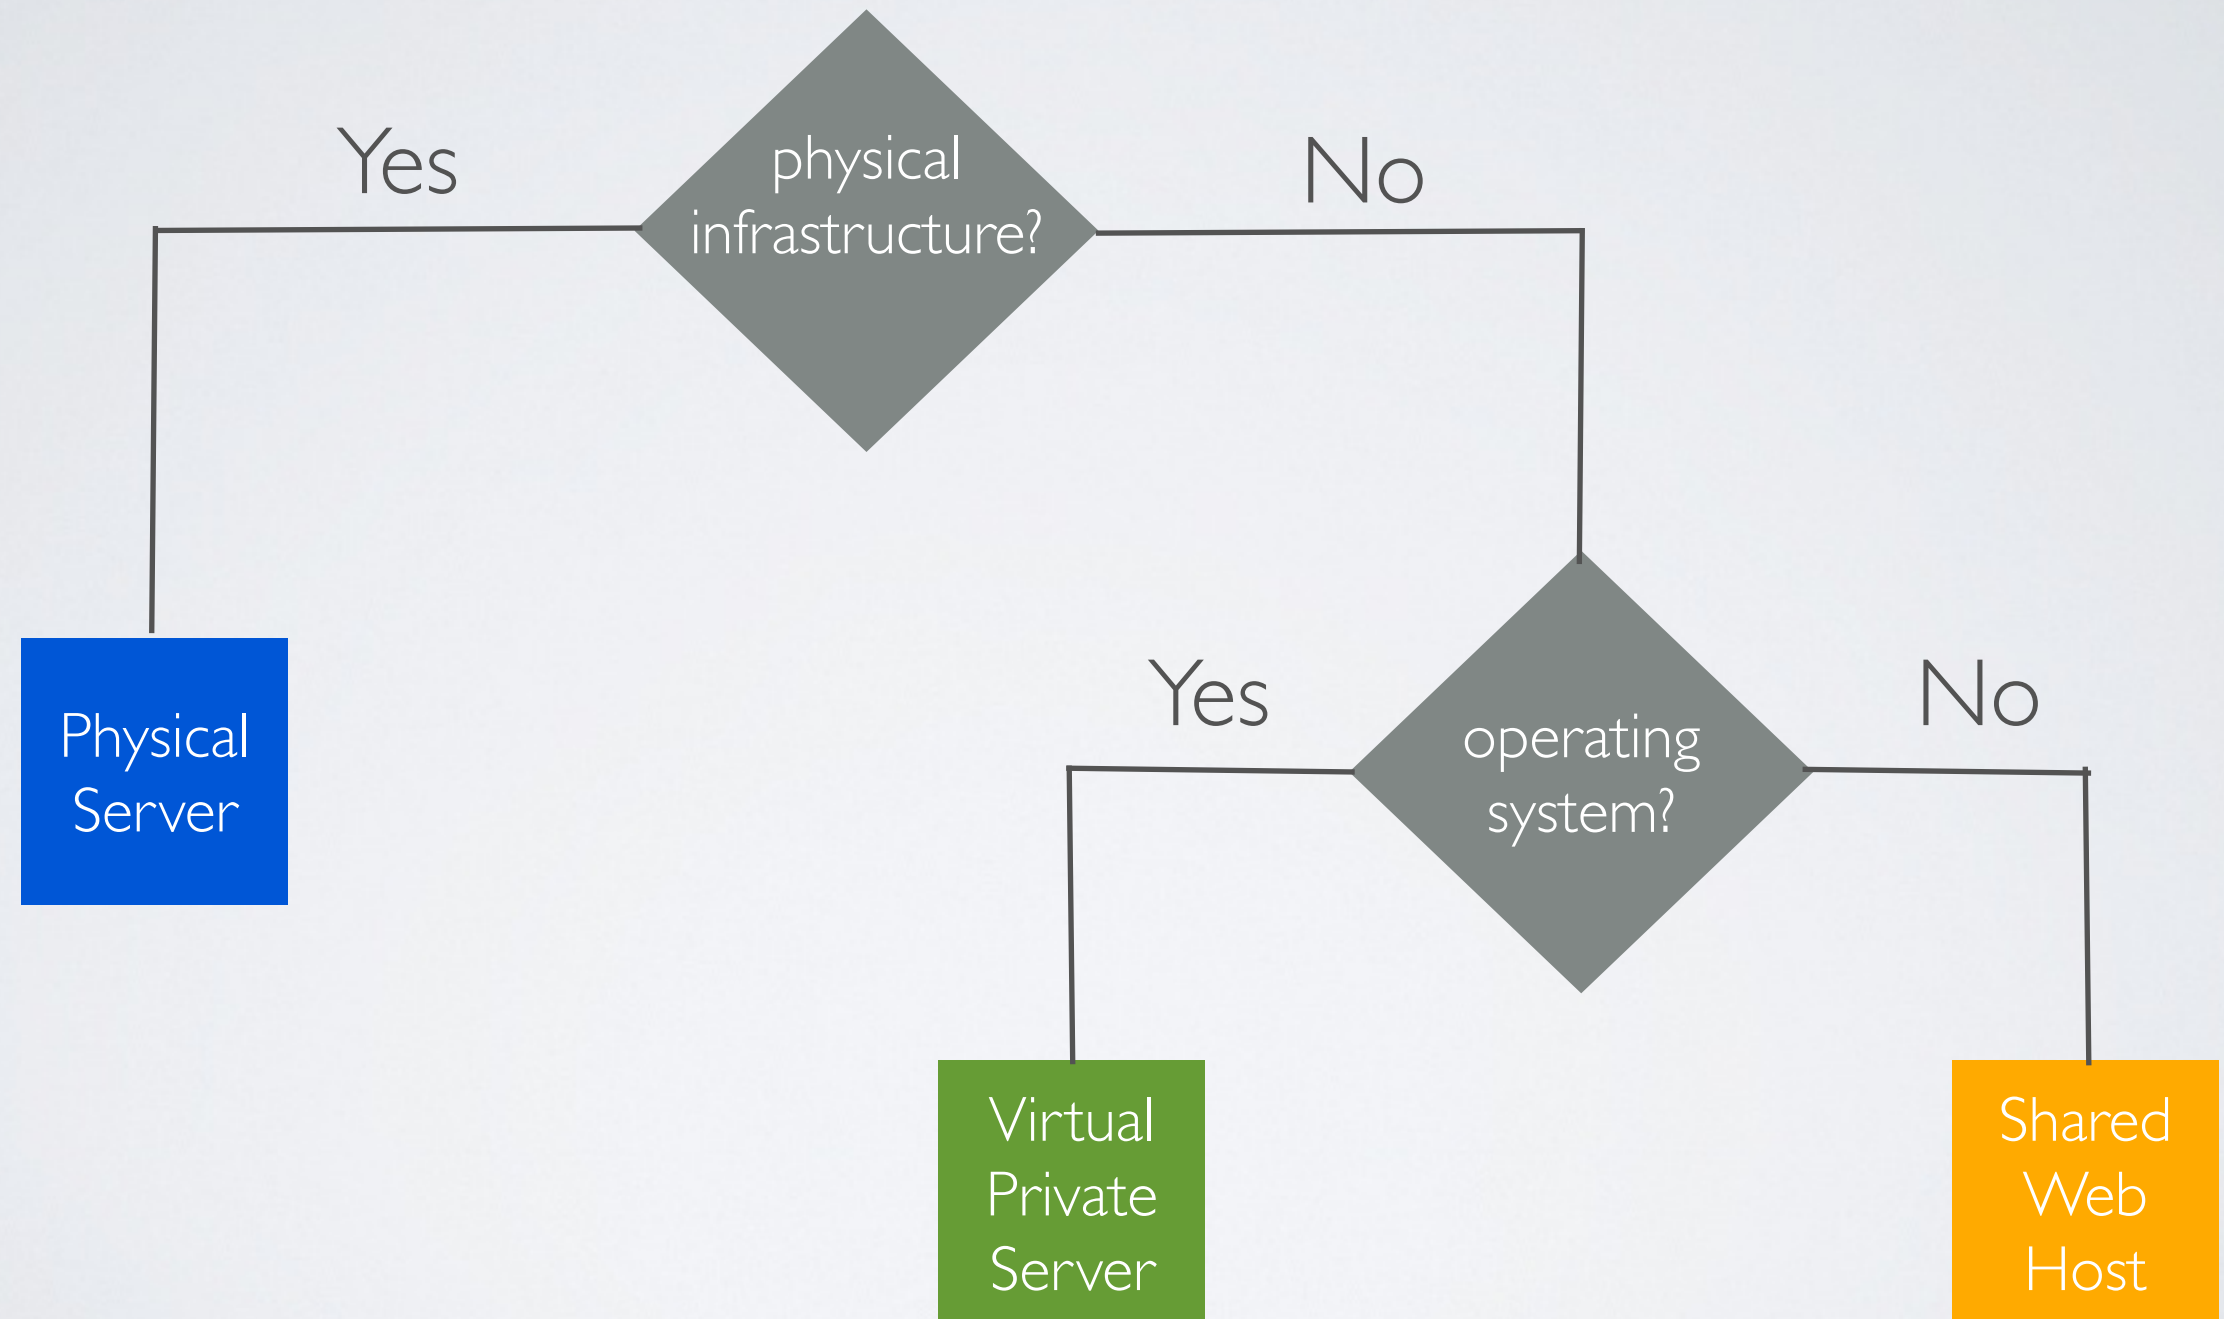 physical
infrastructure?
Yes
No
Physical
Server
operating
system?
Yes
No
Virtual
Private
Server
Shared
Web
Host